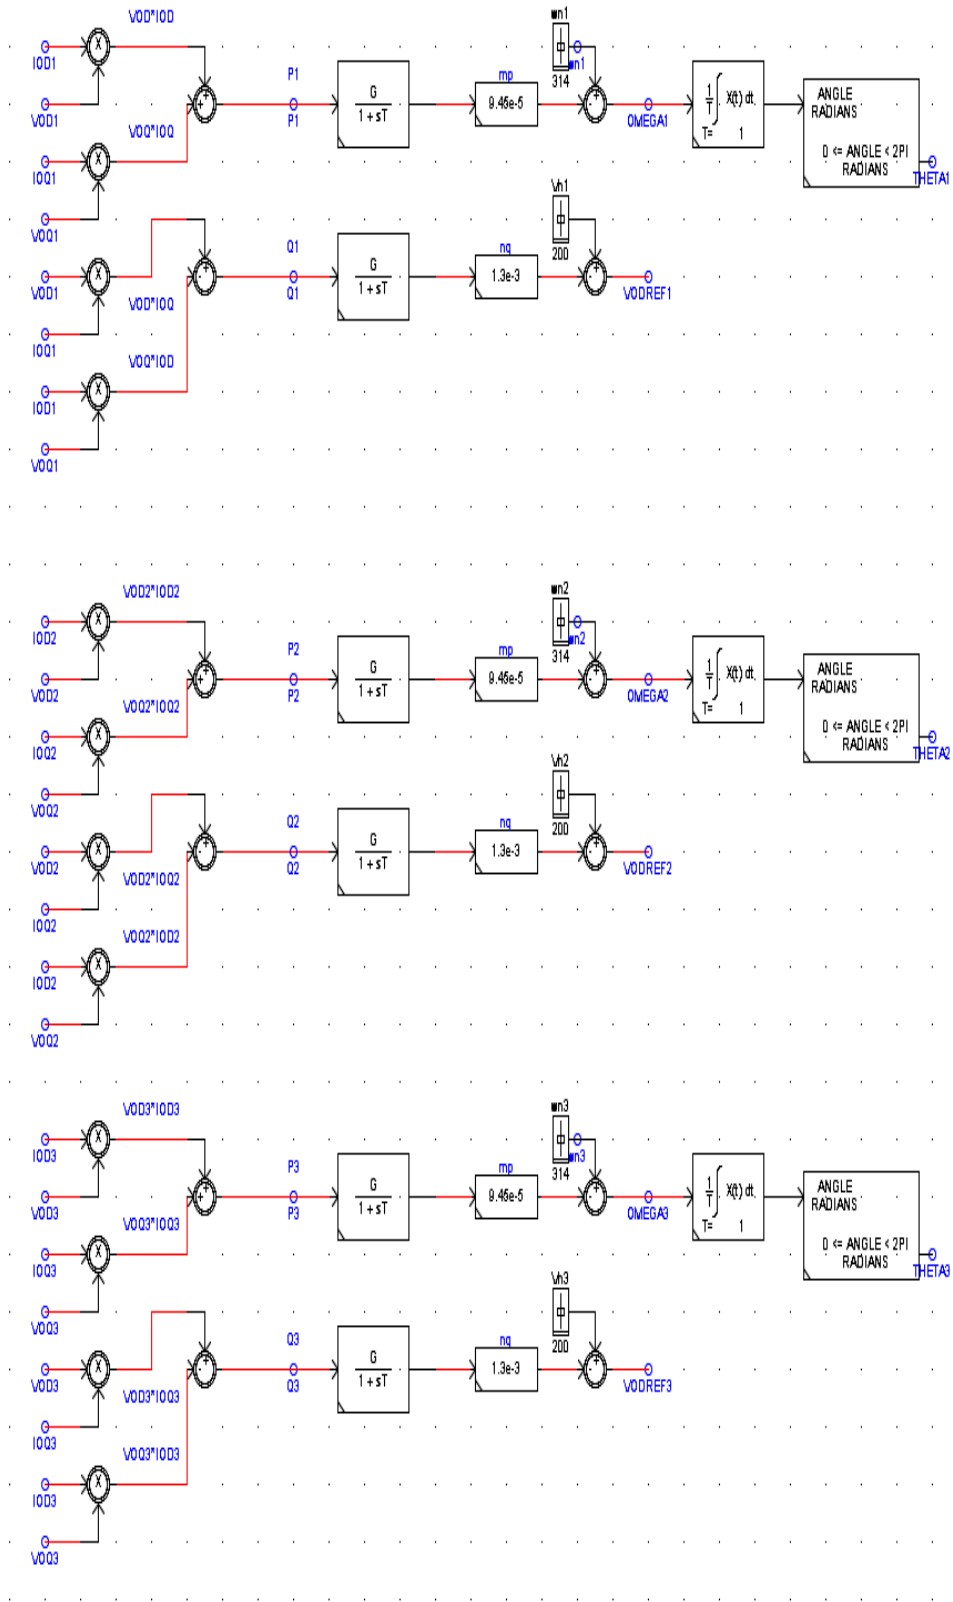 VOD*IOD
wn1
IOD1
wn1
314
P1
mp
X
G
1+sT
9.45e-5
1/T ∫ X(t) dt
T= 1
ANGLE
RADIANS
0 <= ANGLE < 2PI
RADIANS
VOD1
P1
OMEGA1
VOQ*IOQ
IOQ1
THETA1
Vh1
VOQ1
200
Q1
nq
G
1+sT
1.3e-3
VOD1
Q1
VODREF1
VOD*IOQ
IOQ1
VOQ*IOD
IOD1
VOQ1
VOD2*IOD2
wn2
IOD2
wn2
314
P2
mp
G
1+sT
9.45e-5
1/T ∫ X(t) dt
T= 1
ANGLE
RADIANS
0 <= ANGLE < 2PI
RADIANS
VOD2
P2
OMEGA2
VOQ2*IOQ2
IOQ2
THETA2
Vh2
VOQ2
200
Q2
nq
G
1+sT
1.3e-3
VOD2
Q2
VODREF2
VOD2*IOQ2
IOQ2
VOQ2*IOD2
IOD2
VOQ2
VOD3*IOD3
wn3
IOD3
wn3
314
P3
mp
G
1+sT
9.45e-5
1/T ∫ X(t) dt
T= 1
ANGLE
RADIANS
0 <= ANGLE < 2PI
RADIANS
VOD3
P3
OMEGA3
VOQ3*IOQ3
IOQ3
THETA3
Vh3
VOQ3
200
Q3
nq
G
1+sT
1.3e-3
VOD3
Q3
VODREF3
VOD3*IOQ3
IOQ3
VOQ3*IOD3
IOD3
VOQ3